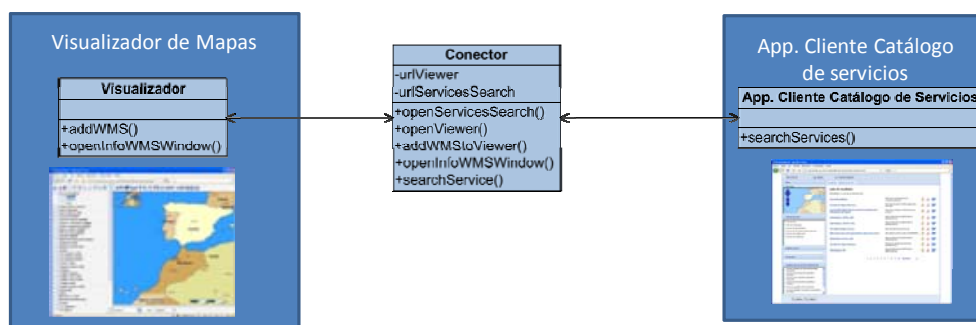 Visualizador de Mapas
Visualizador
+addWMS()
+openInfoWMSWindow()
Conector
-urlViewer
-urlServicesSearch
+openServicesSearch()
+openViewer()
+addWMStoViewer()
+openInfoWMSWindow()
+searchService()
App. Cliente Catálogo
de servicios
App. Cliente Catálogo de Servicios
+searchServices()